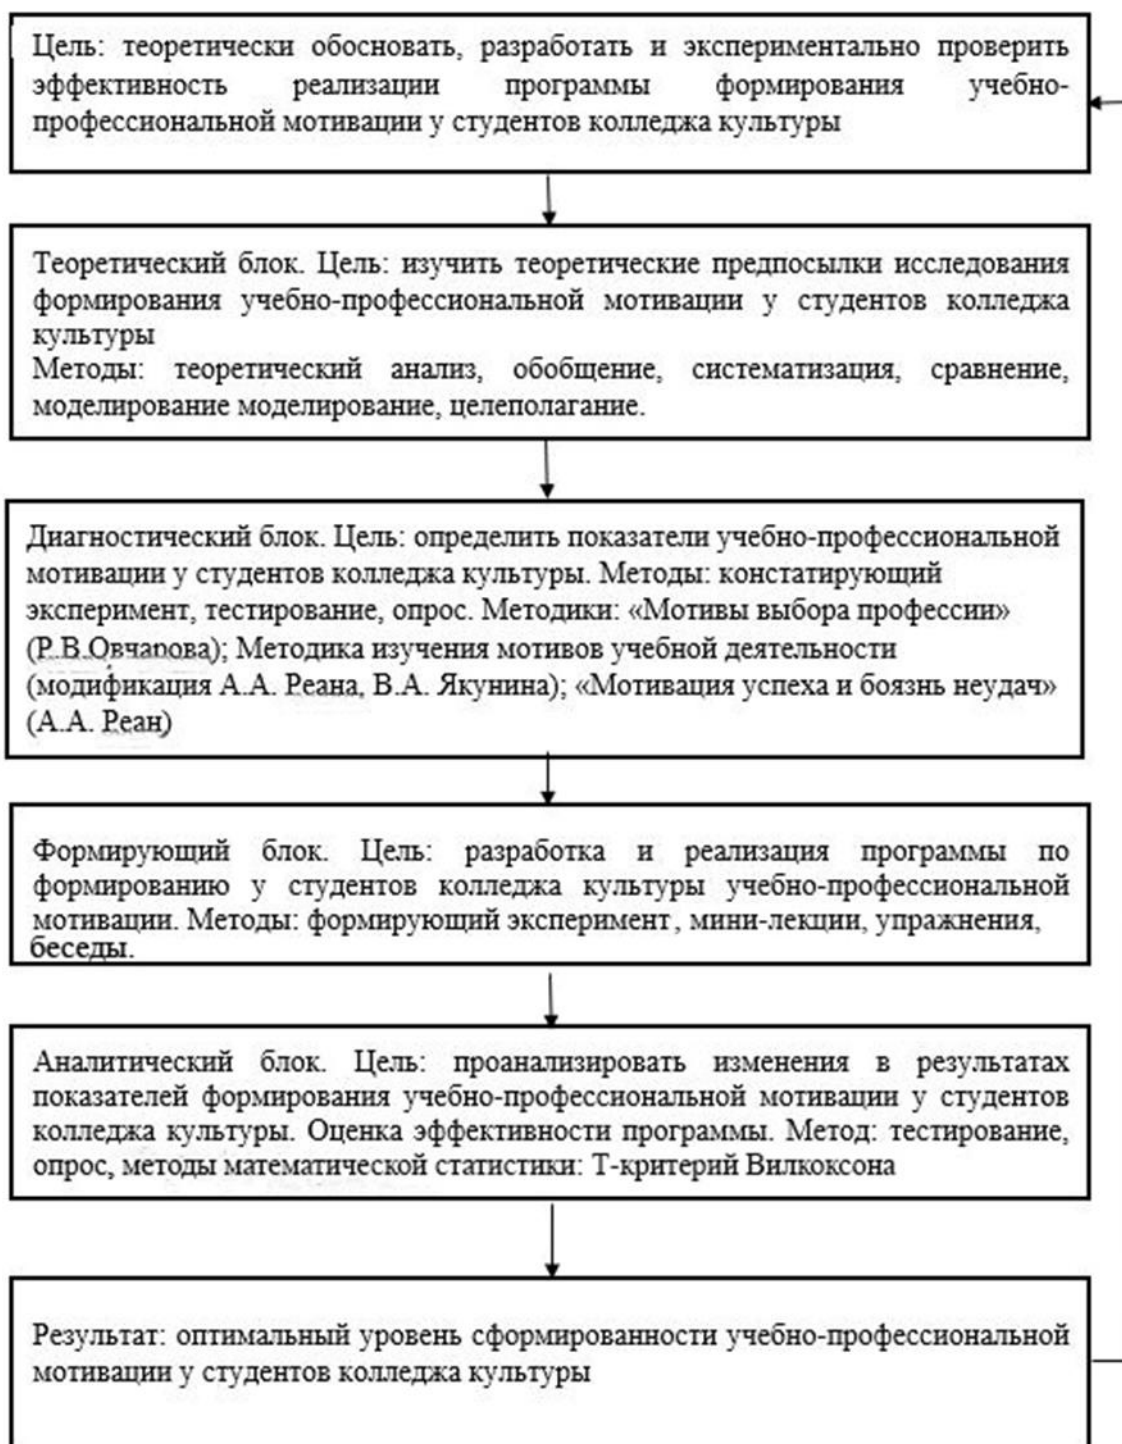 Цель: теоретически обосновать, разработать и экспериментально проверить
эффективность реализации программы формирования учебно-
профессиональной мотивации у студентов колледжа культуры
Теоретический блок. Цель: изучить теоретические предпосылки исследования
формирования учебно-профессиональной мотивации у студентов колледжа
культуры
Методы: теоретический анализ, обобщение, систематизация, сравнение,
моделирование моделирование, целеполагание.
Диагностический блок. Цель: определить показатели учебно-профессиональной
мотивации у студентов колледжа культуры. Методы: констатирующий
эксперимент, тестирование, опрос. Методики: «Мотивы выбора профессии»
(Р.В.Овчарова); Методика изучения мотивов учебной деятельности
(модификация А.А. Реана, В.А. Якунина); «Мотивация успеха и боязнь неудач»
(А.А. Реан)
Формирующий блок. Цель: разработка и реализация программы по
формированию у студентов колледжа культуры учебно-профессиональной
мотивации. Методы: формирующий эксперимент, мини-лекции, упражнения,
беседы.
Аналитический блок. Цель: проанализировать изменения в результатах
показателей формирования учебно-профессиональной мотивации у студентов
колледжа культуры. Оценка эффективности программы. Метод: тестирование,
опрос, методы математической статистики: Т-критерий Вилкоксона
Результат: оптимальный уровень сформированности учебно-профессиональной
мотивации у студентов колледжа культуры